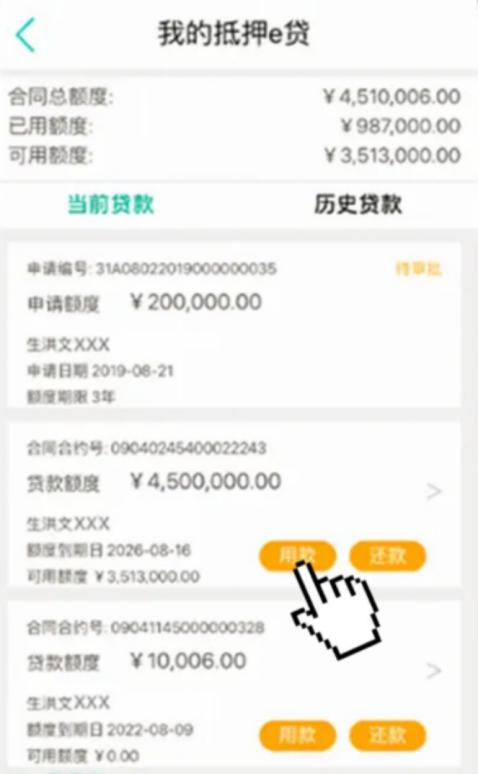 我的抵押e贷
合同总额度: ￥4,510,006.00
已用额度: ￥987,000.00
可用额度: ￥3,513,000.00
当前贷款 历史贷款
申请编号: 31A08022019000000035 待审批
申请额度 ￥200,000.00
生洪文XXX
申请日期 2019-08-21
额度期限 3年
合同合约号: 09040245400022243
贷款额度 ￥4,500,000.00 >
生洪文XXX
额度到期日 2026-08-16 用款 还款
可用额度 ￥3,513,000.00
合同合约号: 09041145000000328
贷款额度 ￥10,006.00 >
生洪文XXX
额度到期日 2022-08-09 用款 还款
可用额度 ￥0.00